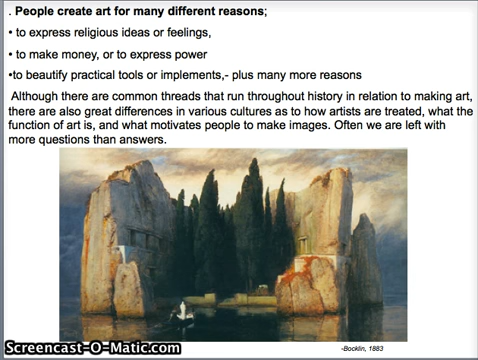 . People create art for many different reasons;
• to express religious ideas or feelings,
• to make money, or to express power
•to beautify practical tools or implements,- plus many more reasons
Although there are common threads that run throughout history in relation to making art,
there are also great differences in various cultures as to how artists are treated, what the
function of art is, and what motivates people to make images. Often we are left with
more questions than answers.
-Bocklin, 1883
Screencast-O-Matic.com